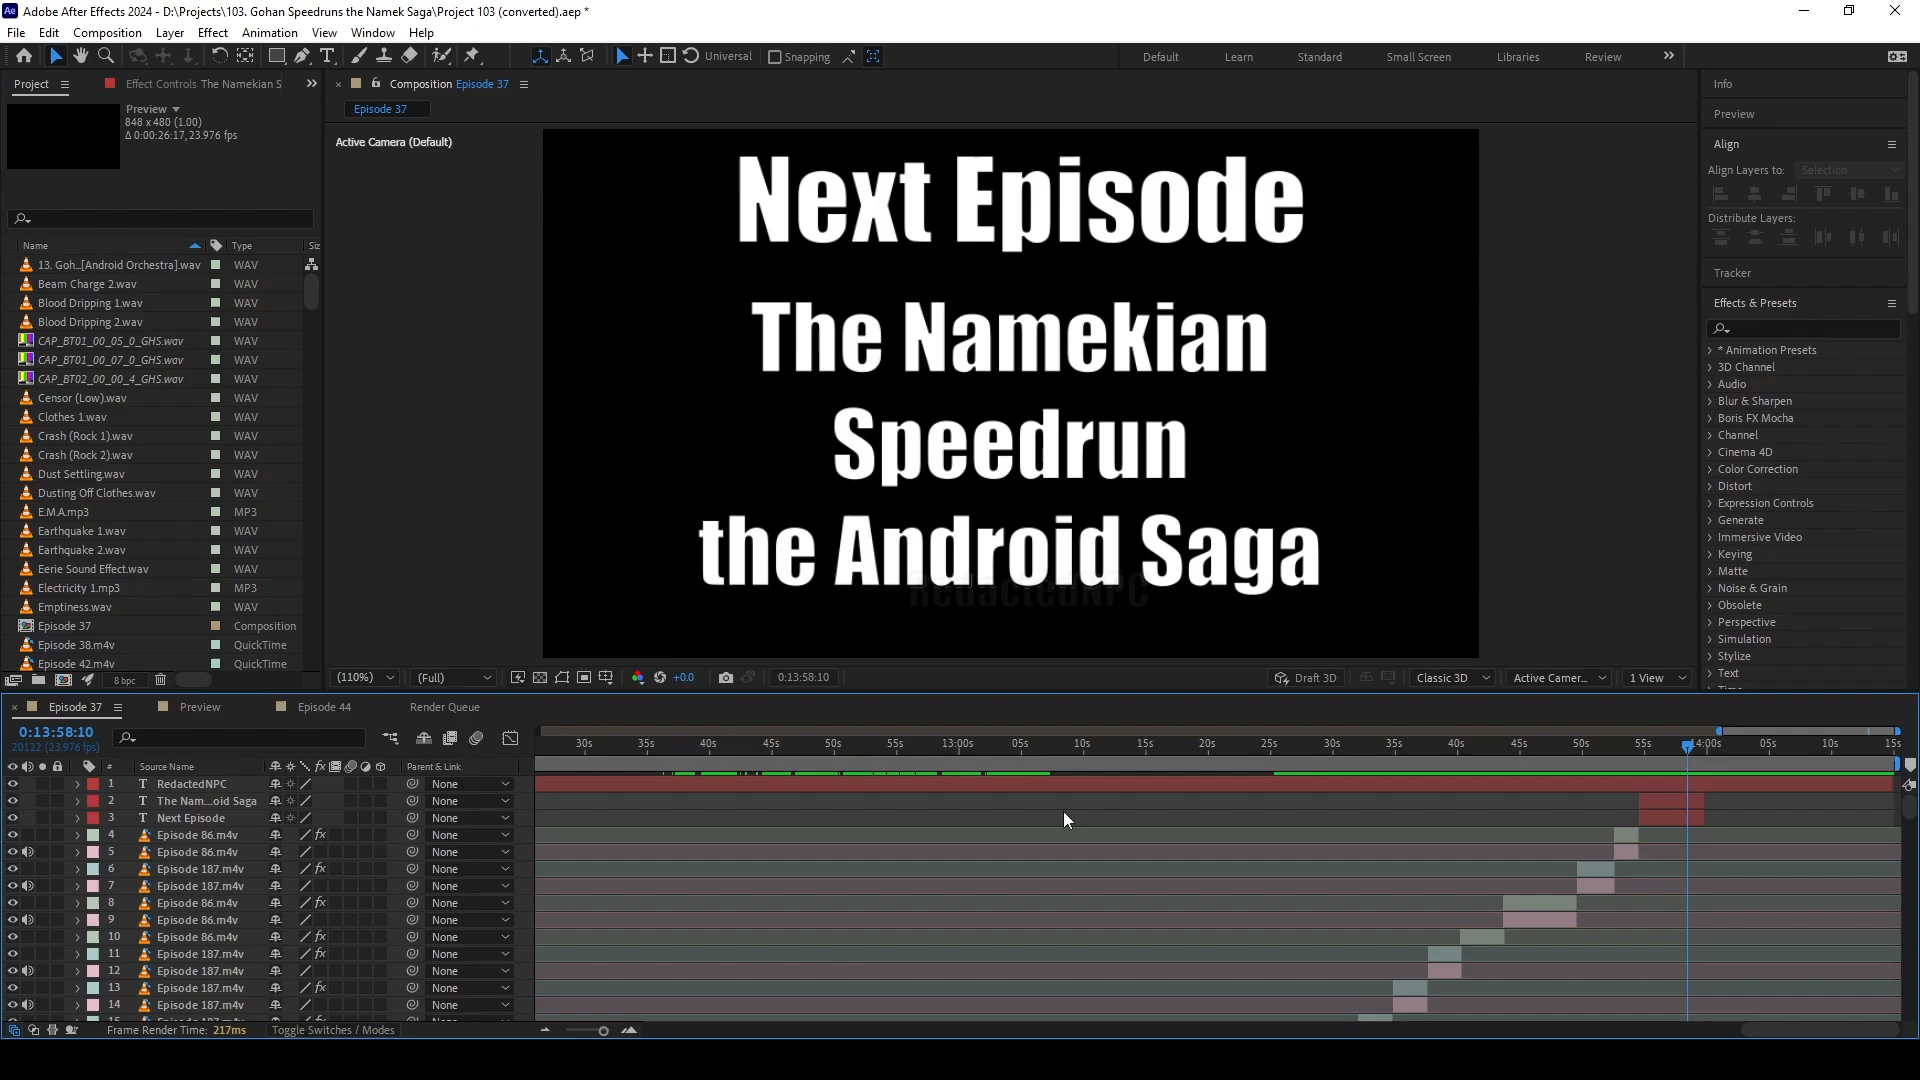 Adobe After Effects 2024 - D:\Projects\103. Gohan Speedruns the Namek Saga\Project 103 (converted).aep *
File Edit Composition Layer Effect Animation View Window Help
Universal Snapping Default Learn Standard Small Screen Libraries Review
Project Effect Controls The Namekian S
Preview
848 x 480 (1.00)
Δ 0:00:26:17, 23.976 fps
Name Type Siz
13. Goh...[Android Orchestra].wav WAV
Beam Charge 2.wav WAV
Blood Dripping 1.wav WAV
Blood Dripping 2.wav WAV
CAP_BT01_00_05_0_GHS.wav WAV
CAP_BT01_00_07_0_GHS.wav WAV
CAP_BT02_00_00_4_GHS.wav WAV
Censor (Low).wav WAV
Clothes 1.wav WAV
Crash (Rock 1).wav WAV
Crash (Rock 2).wav WAV
Dust Settling.wav WAV
Dusting Off Clothes.wav WAV
E.M.A.mp3 MP3
Earthquake 1.wav WAV
Earthquake 2.wav WAV
Eerie Sound Effect.wav WAV
Electricity 1.mp3 MP3
Emptiness.wav WAV
Episode 37 Composition
Episode 38.m4v QuickTime
Episode 42.m4v QuickTime
8 bpc
Composition Episode 37
Episode 37
Active Camera (Default)
Next Episode
The Namekian
Speedrun
the Android Saga
RedactedNPC
(110%) (Full) +0.0 0:13:58:10 Draft 3D Classic 3D Active Camer... 1 View
Info
Preview
Align
Align Layers to: Selection
Distribute Layers:
Tracker
Effects & Presets
* Animation Presets
3D Channel
Audio
Blur & Sharpen
Boris FX Mocha
Channel
Cinema 4D
Color Correction
Distort
Expression Controls
Generate
Immersive Video
Keying
Matte
Noise & Grain
Obsolete
Perspective
Simulation
Stylize
Text
Episode 37 Preview Episode 44 Render Queue
0:13:58:10
20122 (23.976 fps)
30s 35s 40s 45s 50s 55s 13:00s 05s 10s 15s 20s 25s 30s 35s 40s 45s 50s 55s 14:00s 05s 10s 15s
# Source Name fx Parent & Link
1 T RedactedNPC None
2 T The Nam...oid Saga None
3 T Next Episode None
4 Episode 86.m4v fx None
5 Episode 86.m4v None
6 Episode 187.m4v fx None
7 Episode 187.m4v None
8 Episode 86.m4v fx None
9 Episode 86.m4v None
10 Episode 86.m4v fx None
11 Episode 187.m4v fx None
12 Episode 187.m4v None
13 Episode 187.m4v fx None
14 Episode 187.m4v None
Frame Render Time: 217ms Toggle Switches / Modes